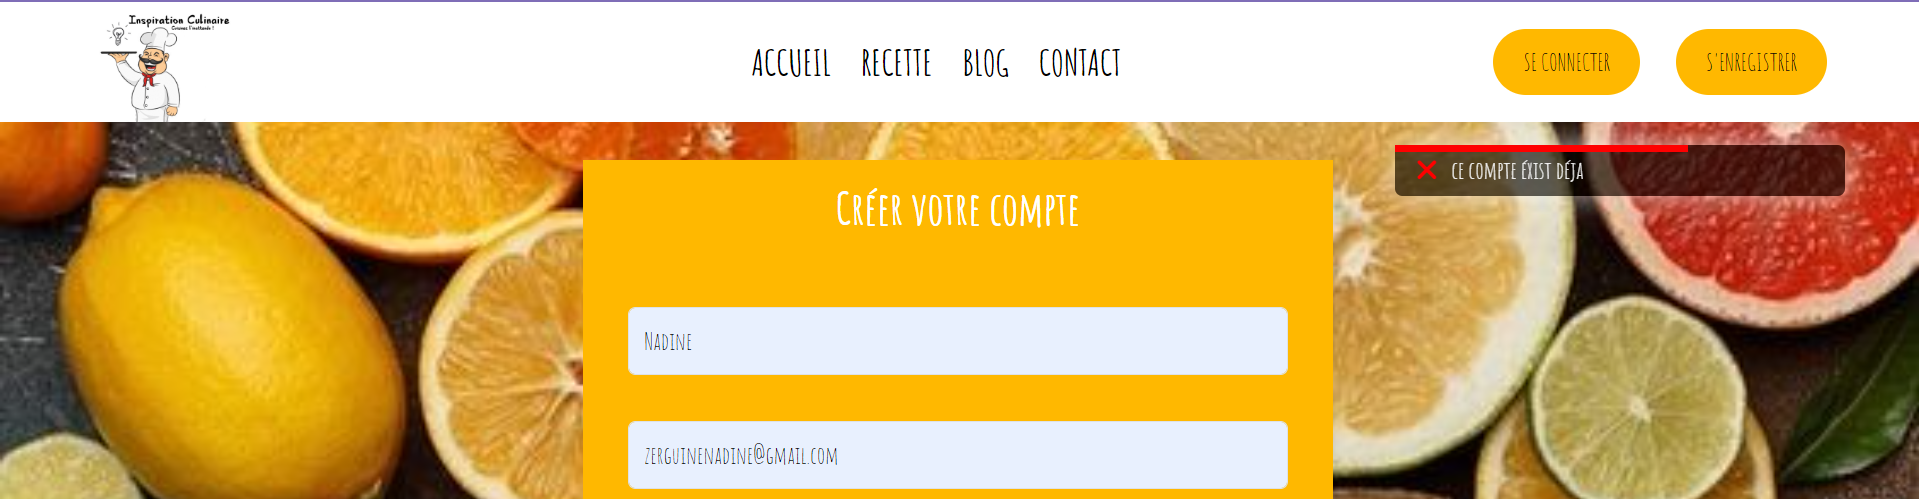 Inspiration Culinaire
ACCUEIL RECETTE BLOG CONTACT
SE CONNECTER
S'ENREGISTRER
CE COMPTE ÉXIST DÉJA
Créer votre compte
Nadine
zerguinenadine@gmail.com